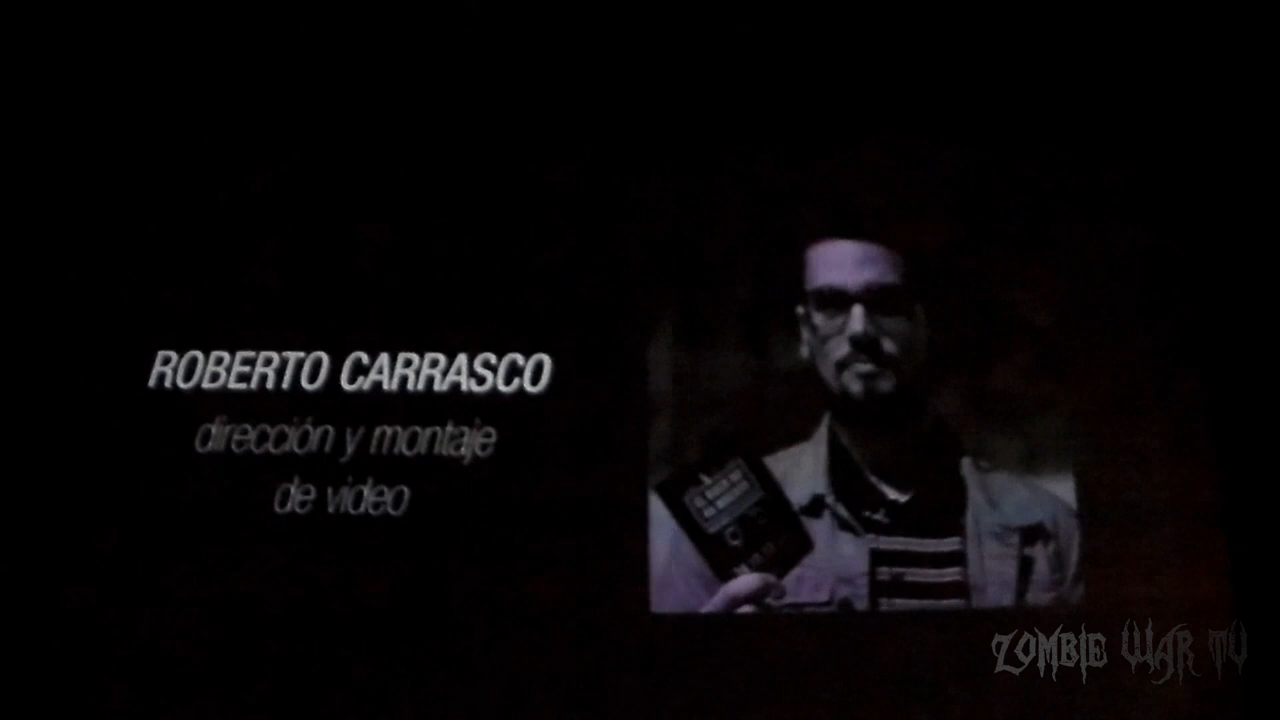 ROBERTO CARRASCO
dirección y montaje
de video
ZOMBIE WAR TV